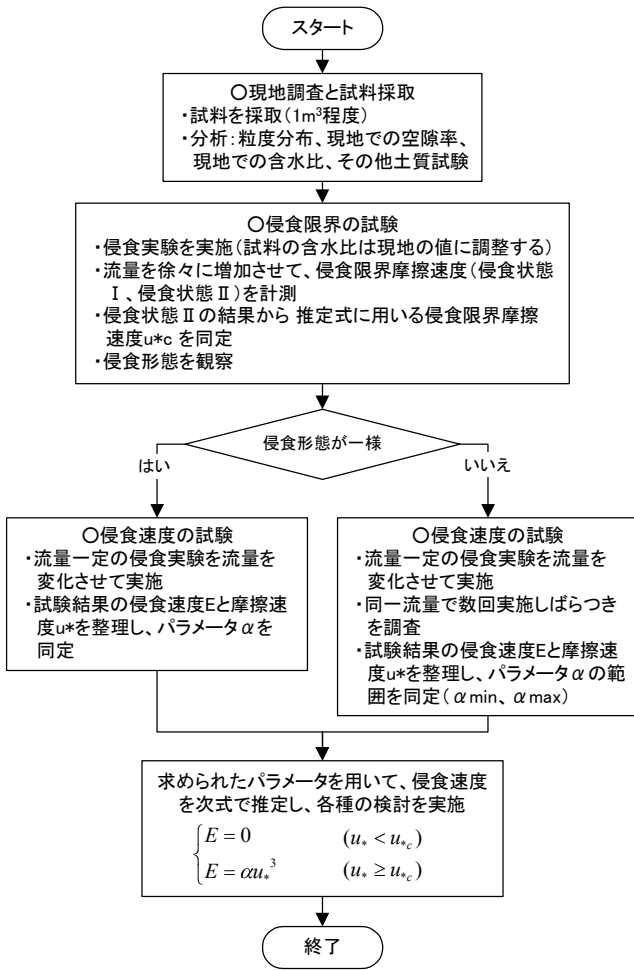 スタート
○現地調査と試料採取
・試料を採取(1m³程度)
・分析:粒度分布、現地での空隙率、
現地での含水比、その他土質試験
○侵食限界の試験
・侵食実験を実施(試料の含水比は現地の値に調整する)
・流量を徐々に増加させて、侵食限界摩擦速度(侵食状態
Ⅰ、侵食状態Ⅱ)を計測
・侵食状態Ⅱの結果から 推定式に用いる侵食限界摩擦
速度u*c を同定
・侵食形態を観察
侵食形態が一様
はい
いいえ
○侵食速度の試験
・流量一定の侵食実験を流量を
変化させて実施
・試験結果の侵食速度Eと摩擦速
度u*を整理し、パラメータαを
同定
○侵食速度の試験
・流量一定の侵食実験を流量を
変化させて実施
・同一流量で数回実施しばらつき
を調査
・試験結果の侵食速度Eと摩擦速
度u*を整理し、パラメータαの範
囲を同定(αmin、αmax)
求められたパラメータを用いて、侵食速度
を次式で推定し、各種の検討を実施
E = 0 (u* < u*c)
E = αu*³ (u* ≥ u*c)
終了